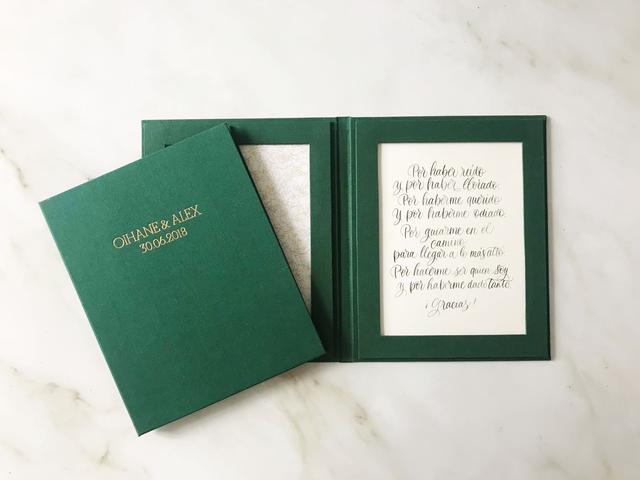 OIHANE & ALEX
30.06.2018
Por haber reído
y por haber llorado.
Por haberme querido
y por haberme odiado.
Por guiarme en el
camino
para llegar a lo más alto.
Por hacerme ser quien soy
y por haberme dado tanto.
¡Gracias!